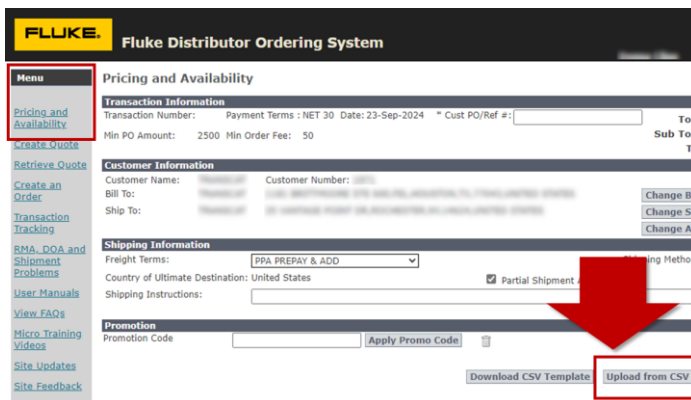 FLUKE.
Fluke Distributor Ordering System
Menu
Pricing and
Availability
Create Quote
Retrieve Quote
Create an
Order
Transaction
Tracking
RMA, DOA and
Shipment
Problems
User Manuals
View FAQs
Micro Training
Videos
Site Updates
Site Feedback
Pricing and Availability
Transaction Information
Transaction Number: Payment Terms : NET 30 Date: 23-Sep-2024 * Cust PO/Ref #:
To
Min PO Amount: 2500 Min Order Fee: 50
Sub To
T
Customer Information
Customer Name: Customer Number:
Bill To:
Change B
Ship To:
Change S
Change A
Shipping Information
Freight Terms: PPA PREPAY & ADD
Metho
Country of Ultimate Destination: United States Partial Shipment
Shipping Instructions:
Promotion
Promotion Code Apply Promo Code
Download CSV Template Upload from CSV